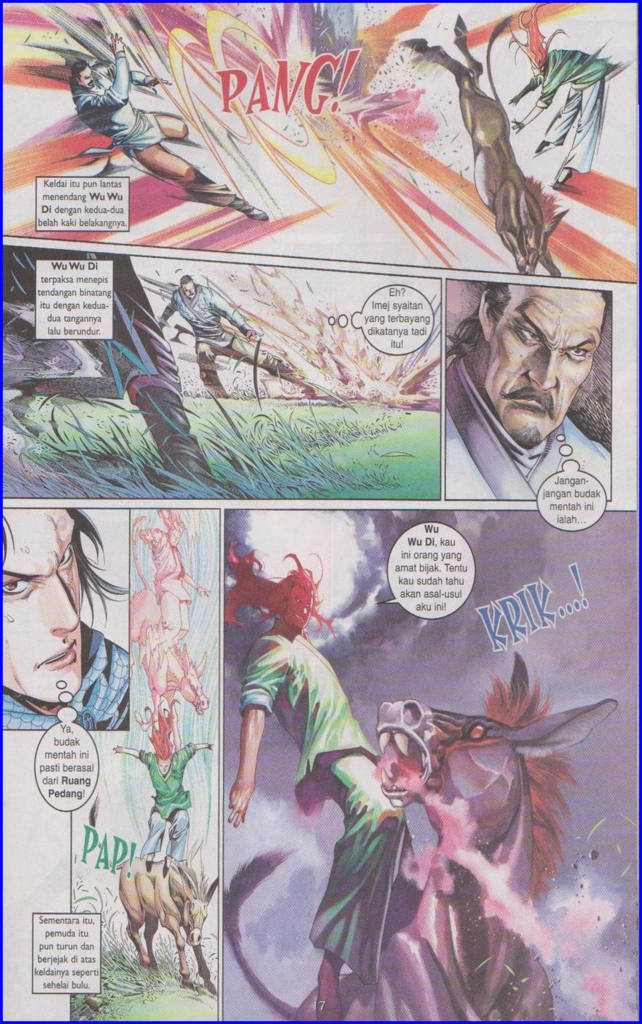 PANG!
Keldai itu pun lantas
menendang Wu Wu
Di dengan kedua-dua
belah kaki belakangnya.
Wu Wu Di
terpaksa menepis
tendangan binatang
itu dengan kedua-
dua tangannya
lalu berundur.
Eh?
Imej syaitan
yang terbayang
dikatanya tadi
itu!
Jangan-
jangan budak
mentah ini
ialah...
Ya,
budak
mentah ini
pasti berasal
dari Ruang
Pedang!
PAP!
Sementara itu,
pemuda itu
pun turun dan
berjejak di atas
keldainya seperti
sehelai bulu.
Wu
Wu Di, kau
ini orang yang
amat bijak. Tentu
kau sudah tahu
akan asal-usul
aku ini!
KRIK...!
17